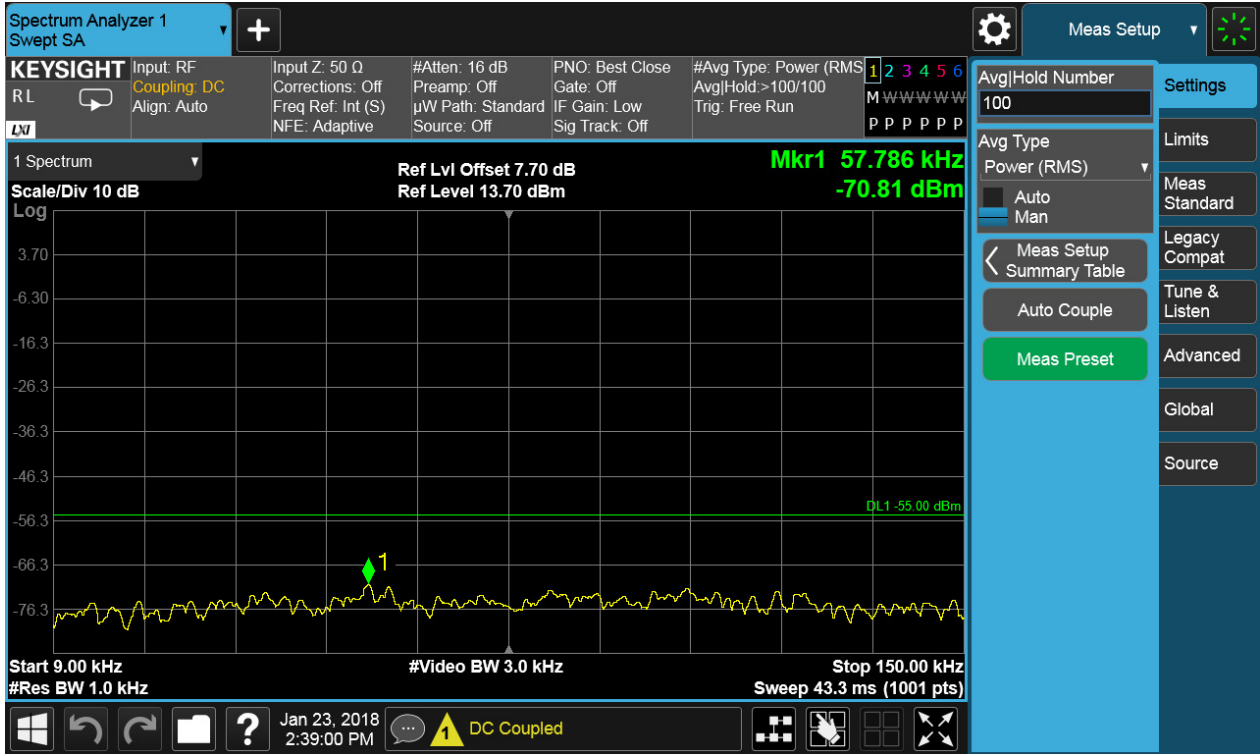 Spectrum Analyzer 1
Swept SA
+
Meas Setup
KEYSIGHT
RL
LXI
Input: RF
Coupling: DC
Align: Auto
Input Z: 50 Ω
Corrections: Off
Freq Ref: Int (S)
NFE: Adaptive
#Atten: 16 dB
Preamp: Off
µW Path: Standard
Source: Off
PNO: Best Close
Gate: Off
IF Gain: Low
Sig Track: Off
#Avg Type: Power (RMS
Avg|Hold:>100/100
Trig: Free Run
1 2 3 4 5 6
M W W W W W
P P P P P P
1 Spectrum
Scale/Div 10 dB
Log
Ref Lvl Offset 7.70 dB
Ref Level 13.70 dBm
Mkr1 57.786 kHz
-70.81 dBm
3.70
-6.30
-16.3
-26.3
-36.3
-46.3
-56.3
-66.3
-76.3
DL1 -55.00 dBm
1
Start 9.00 kHz
#Res BW 1.0 kHz
#Video BW 3.0 kHz
Stop 150.00 kHz
Sweep 43.3 ms (1001 pts)
Avg|Hold Number
100
Avg Type
Power (RMS)
Auto
Man
Meas Setup
Summary Table
Auto Couple
Meas Preset
Settings
Limits
Meas
Standard
Legacy
Compat
Tune &
Listen
Advanced
Global
Source
?
Jan 23, 2018
2:39:00 PM
1
DC Coupled